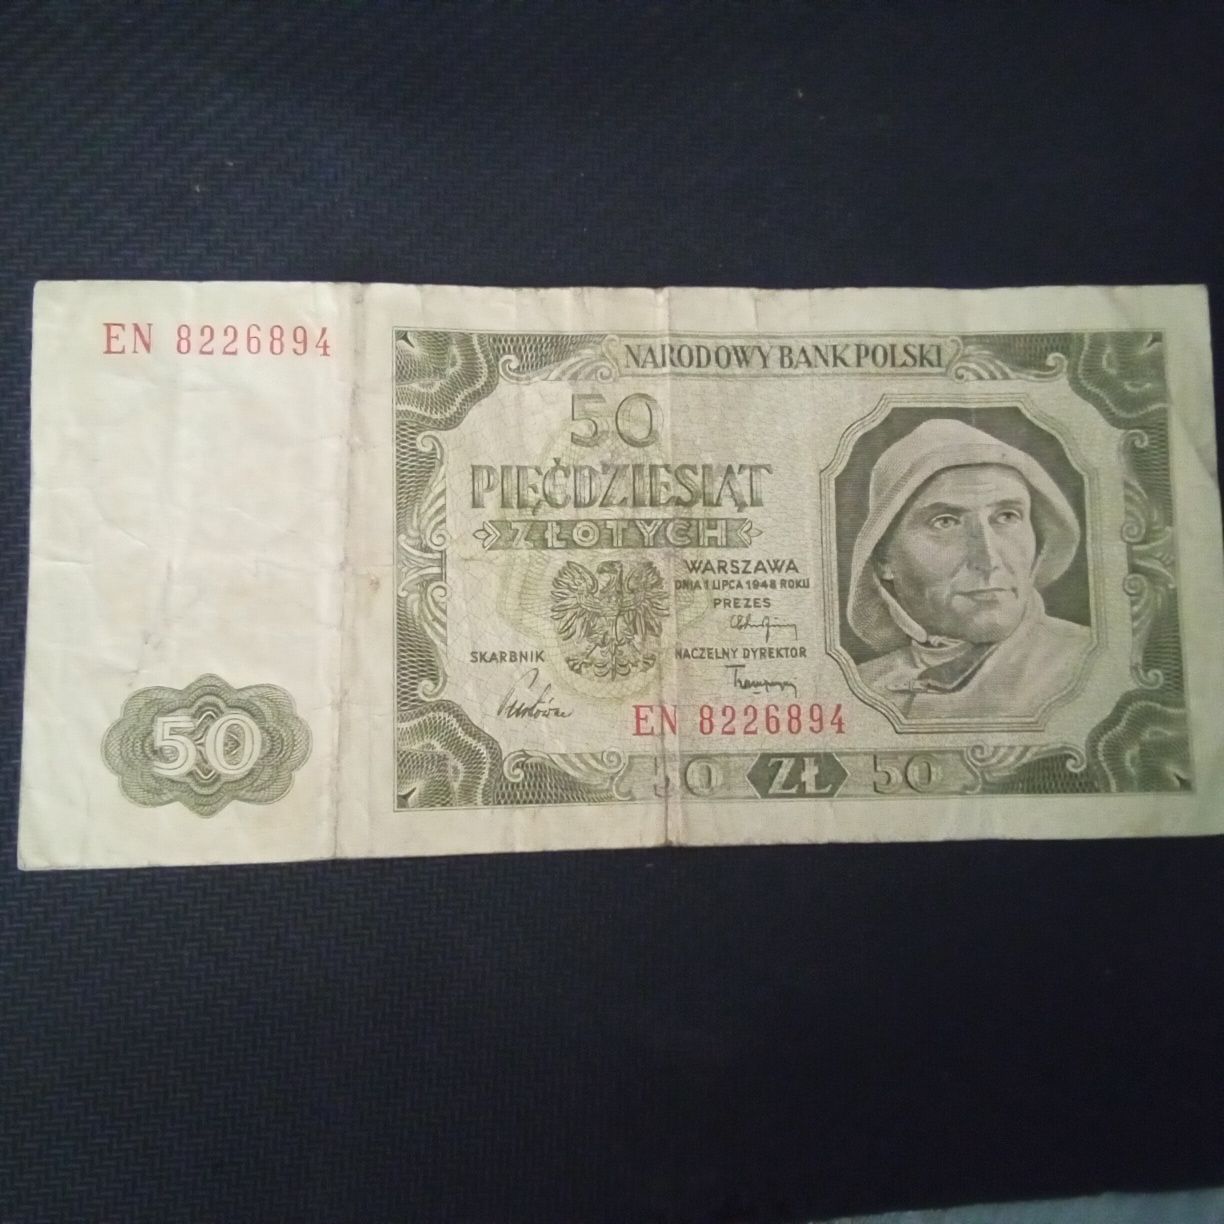 EN 8226894
NARODOWY BANK POLSKI
50
PIĘĆDZIESIĄT
ZŁOTYCH
WARSZAWA
DNIA 1 LIPCA 1948 ROKU
PREZES
SKARBNIK
NACZELNY DYREKTOR
EN 8226894
50
50 ZŁ 50